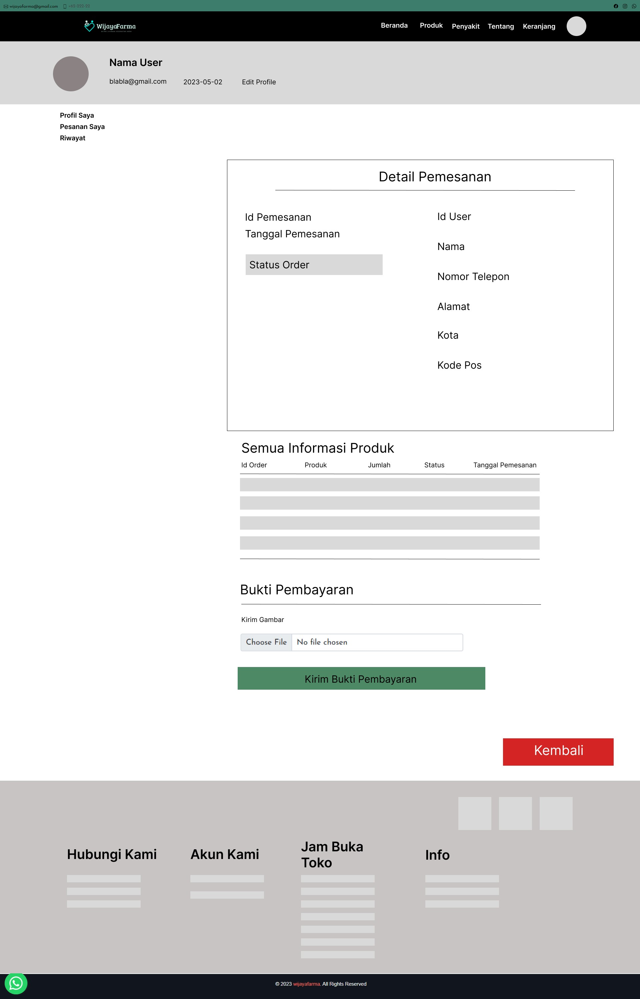 wijayafarma@gmail.com +62-222-22
WijayaFarma
Beranda Produk Penyakit Tentang Keranjang
Nama User
blabla@gmail.com 2023-05-02 Edit Profile
Profil Saya
Pesanan Saya
Riwayat
Detail Pemesanan
Id Pemesanan
Tanggal Pemesanan
Status Order
Id User
Nama
Nomor Telepon
Alamat
Kota
Kode Pos
Semua Informasi Produk
Id Order Produk Jumlah Status Tanggal Pemesanan
Bukti Pembayaran
Kirim Gambar
Choose File No file chosen
Kirim Bukti Pembayaran
Kembali
Hubungi Kami
Akun Kami
Jam Buka
Toko
Info
© 2023 wijayafarma. All Rights Reserved